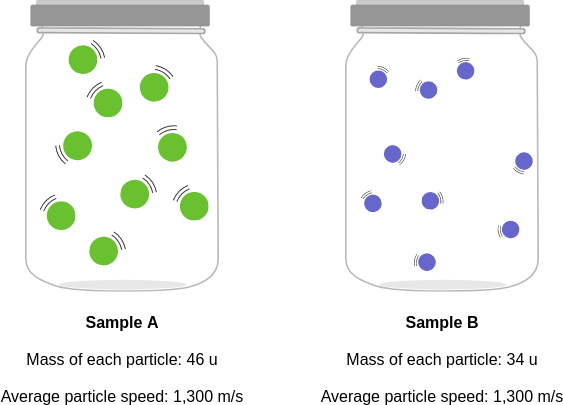 Sample A
Mass of each particle: 46 u
Average particle speed: 1,300 m/s
Sample B
Mass of each particle: 34 u
Average particle speed: 1,300 m/s